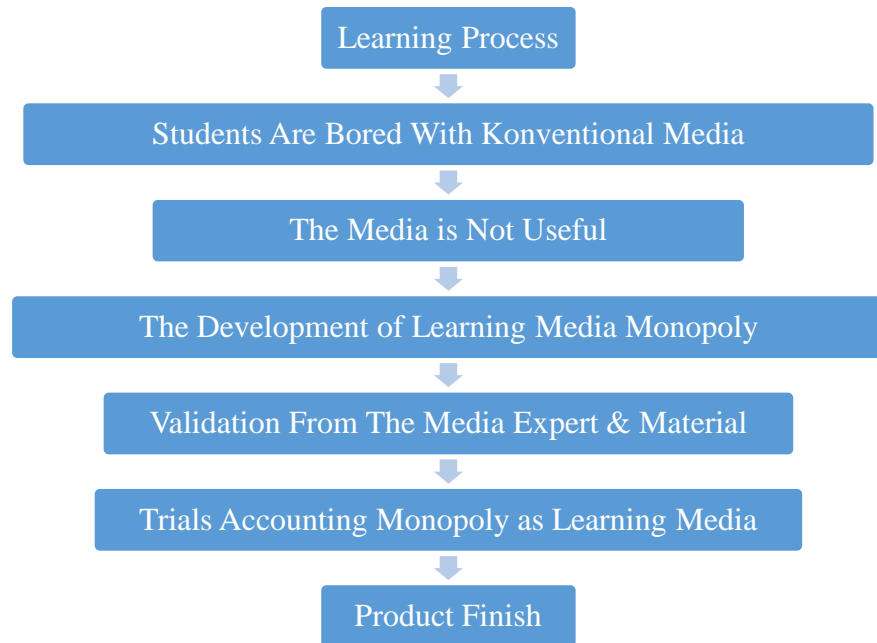 Learning Process
Students Are Bored With Konventional Media
The Media is Not Useful
The Development of Learning Media Monopoly
Validation From The Media Expert & Material
Trials Accounting Monopoly as Learning Media
Product Finish